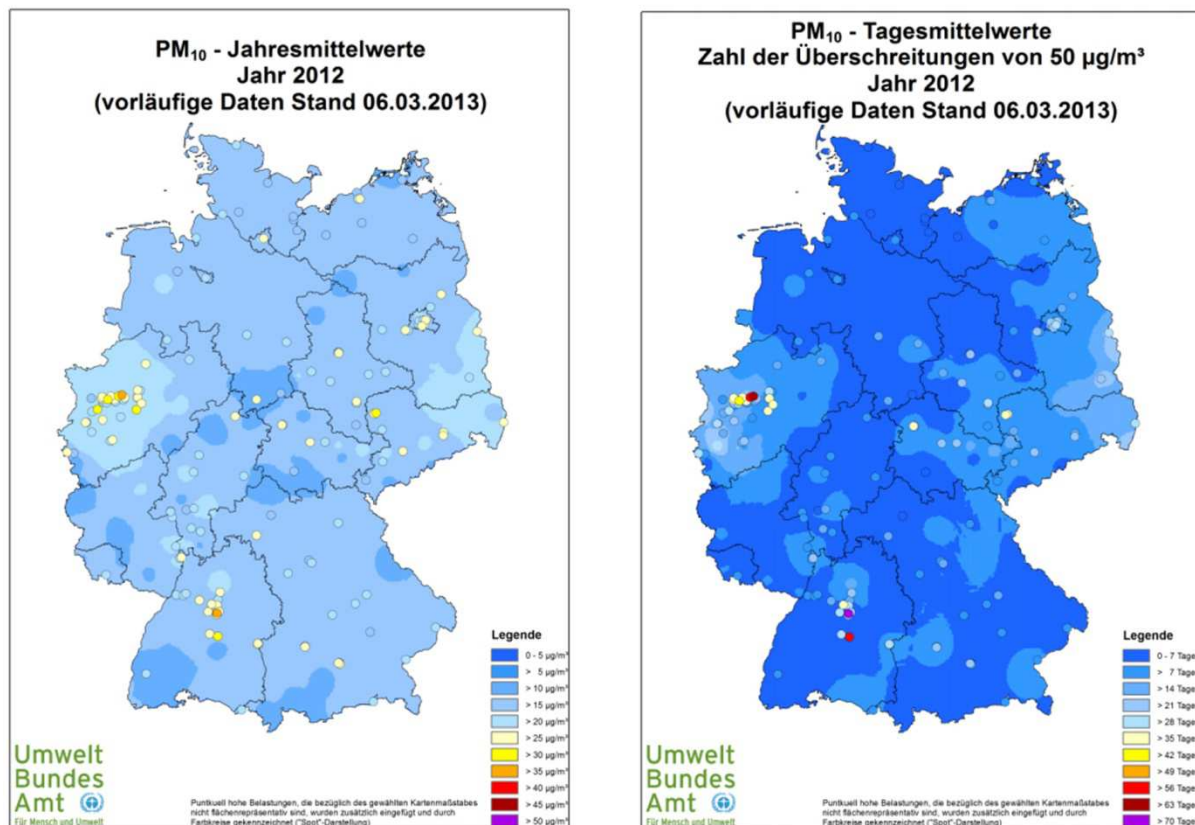 PM₁₀ - Jahresmittelwerte
Jahr 2012
(vorläufige Daten Stand 06.03.2013)
Legende
0 - 5 µg/m³
> 5 µg/m³
> 10 µg/m³
> 15 µg/m³
> 20 µg/m³
> 25 µg/m³
> 30 µg/m³
> 35 µg/m³
> 40 µg/m³
> 45 µg/m³
> 50 µg/m³
Umwelt
Bundes
Amt
Für Mensch und Umwelt
Punktuell hohe Belastungen, die bezüglich des gewählten Kartenmaßstabes
nicht flächenrepräsentativ sind, wurden zusätzlich eingefügt und durch
Farbkreise gekennzeichnet ("Spot"-Darstellung)
PM₁₀ - Tagesmittelwerte
Zahl der Überschreitungen von 50 µg/m³
Jahr 2012
(vorläufige Daten Stand 06.03.2013)
Legende
0 - 7 Tage
> 7 Tage
> 14 Tage
> 21 Tage
> 28 Tage
> 35 Tage
> 42 Tage
> 49 Tage
> 56 Tage
> 63 Tage
> 70 Tage
Umwelt
Bundes
Amt
Für Mensch und Umwelt
Punktuell hohe Belastungen, die bezüglich des gewählten Kartenmaßstabes
nicht flächenrepräsentativ sind, wurden zusätzlich eingefügt und durch
Farbkreise gekennzeichnet ("Spot"-Darstellung)